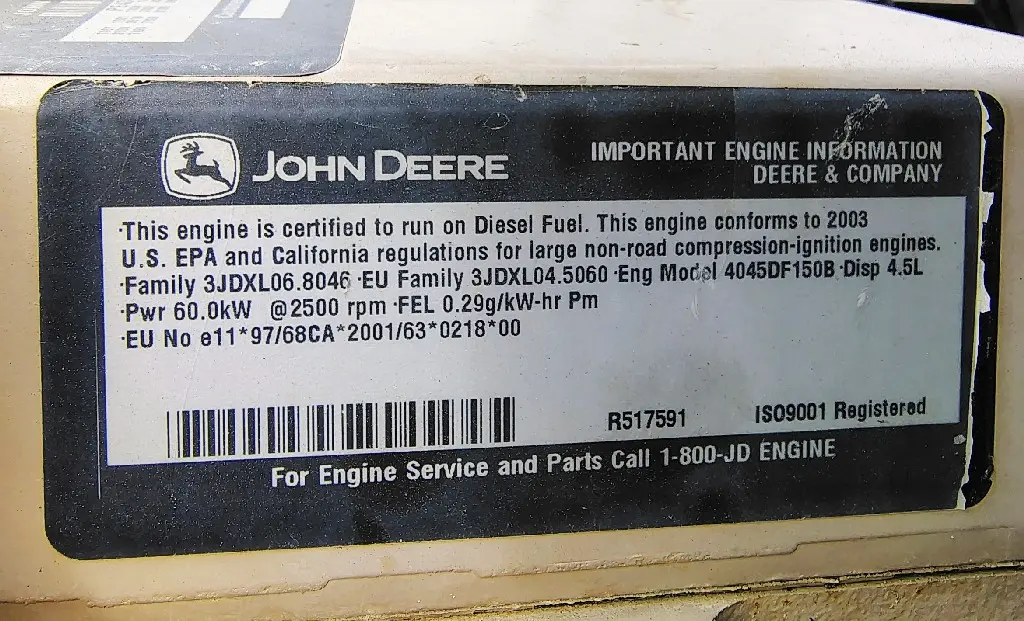 JOHN DEERE
IMPORTANT ENGINE INFORMATION
DEERE & COMPANY
·This engine is certified to run on Diesel Fuel. This engine conforms to 2003
U.S. EPA and California regulations for large non-road compression-ignition engines.
·Family 3JDXL06.8046 ·EU Family 3JDXL04.5060 ·Eng Model 4045DF150B ·Disp 4.5L
·Pwr 60.0kW @2500 rpm ·FEL 0.29g/kW-hr Pm
·EU No e11*97/68CA*2001/63*0218*00
R517591
ISO9001 Registered
For Engine Service and Parts Call 1-800-JD ENGINE